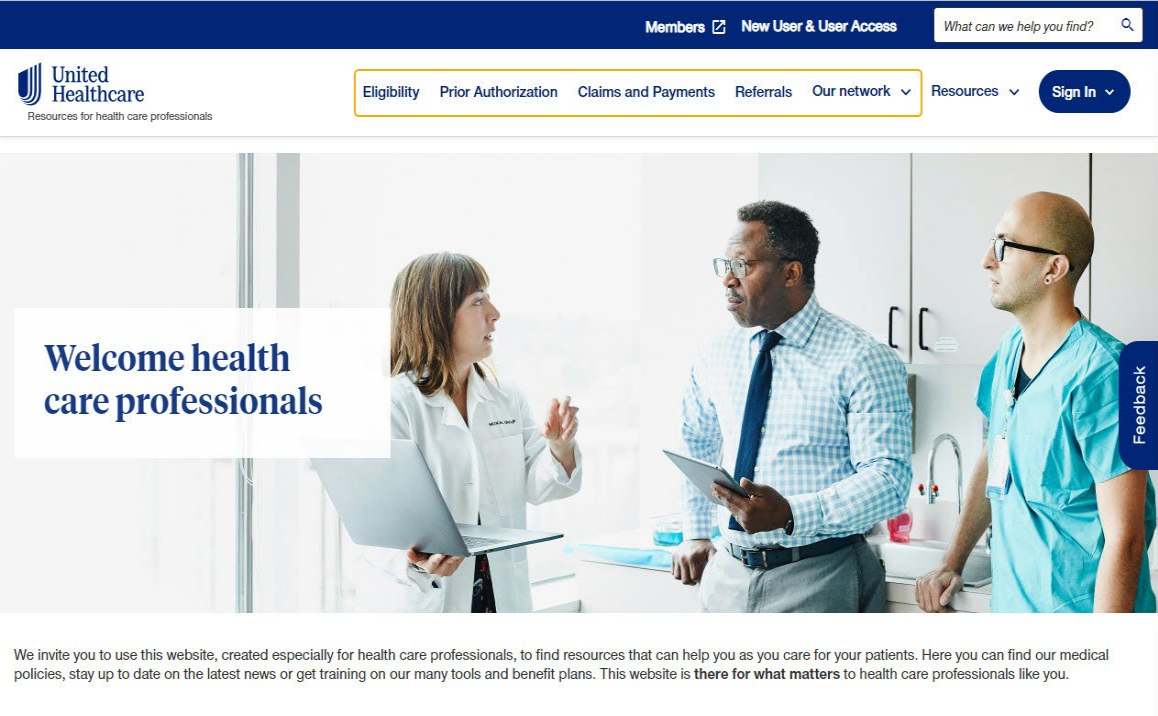 Members New User & User Access What can we help you find?
United
Healthcare
Resources for health care professionals
Eligibility Prior Authorization Claims and Payments Referrals Our network Resources Sign In
Welcome health
care professionals
Feedback
We invite you to use this website, created especially for health care professionals, to find resources that can help you as you care for your patients. Here you can find our medical
policies, stay up to date on the latest news or get training on our many tools and benefit plans. This website is there for what matters to health care professionals like you.